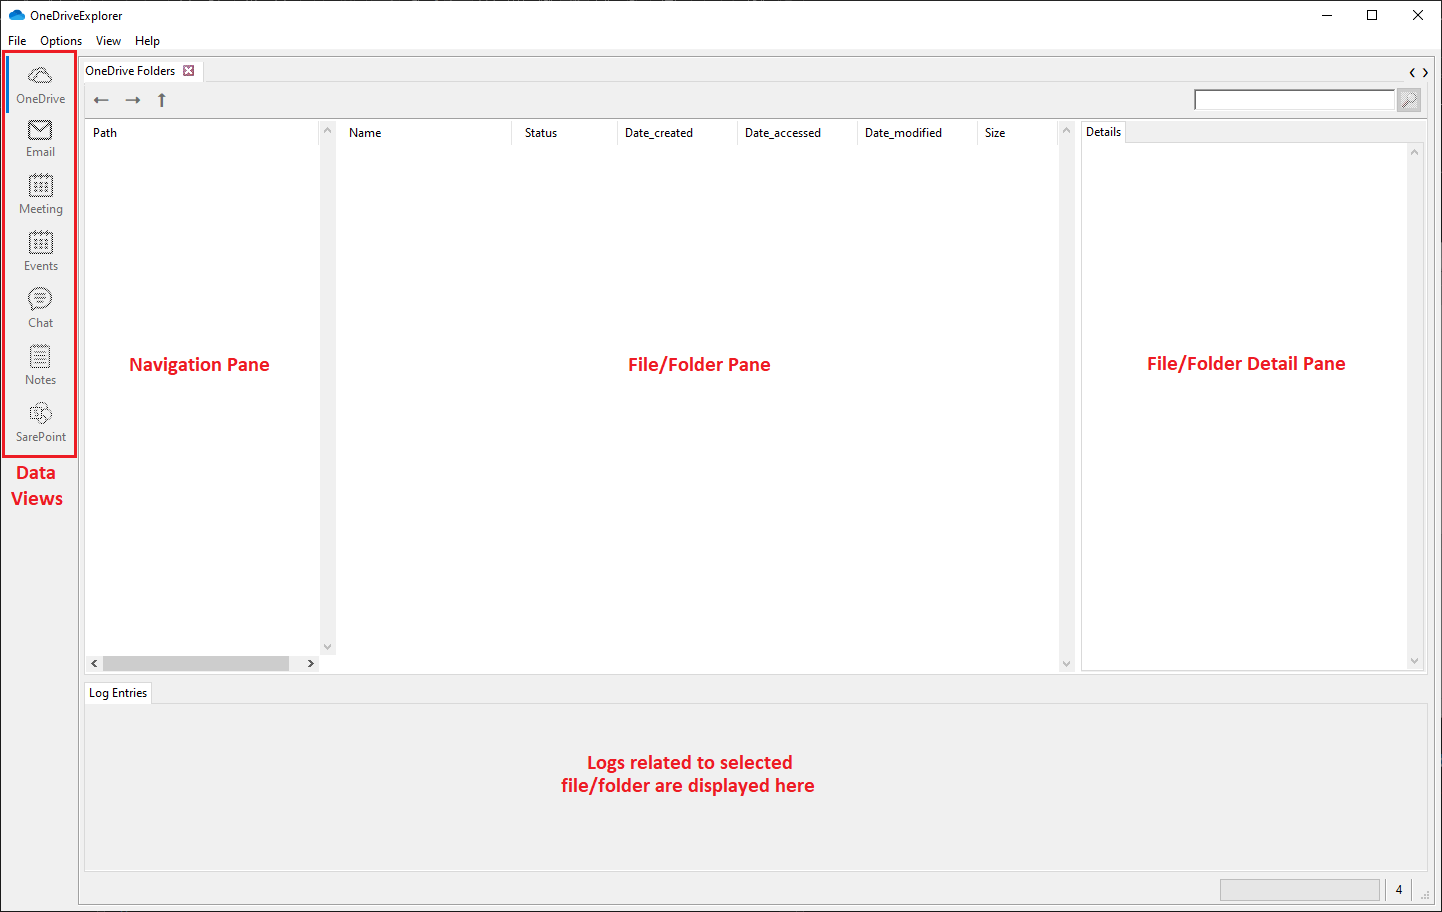 OneDriveExplorer
File Options View Help
OneDrive
Email
Meeting
Events
Chat
Notes
SarePoint
Data
Views
OneDrive Folders
Path
Name Status Date_created Date_accessed Date_modified Size
Details
Navigation Pane
File/Folder Pane
File/Folder Detail Pane
Log Entries
Logs related to selected
file/folder are displayed here
4